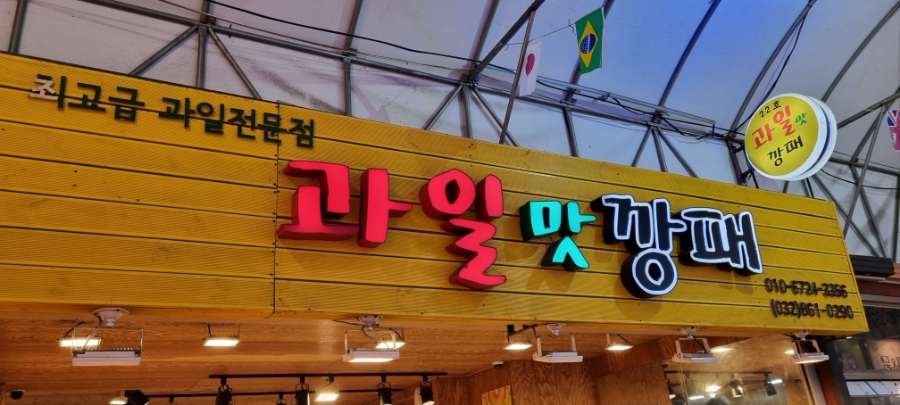 최고급 과일전문점
과일맛깡패
010-6724-3356
(032)861-0290
22호
과일맛
깡패